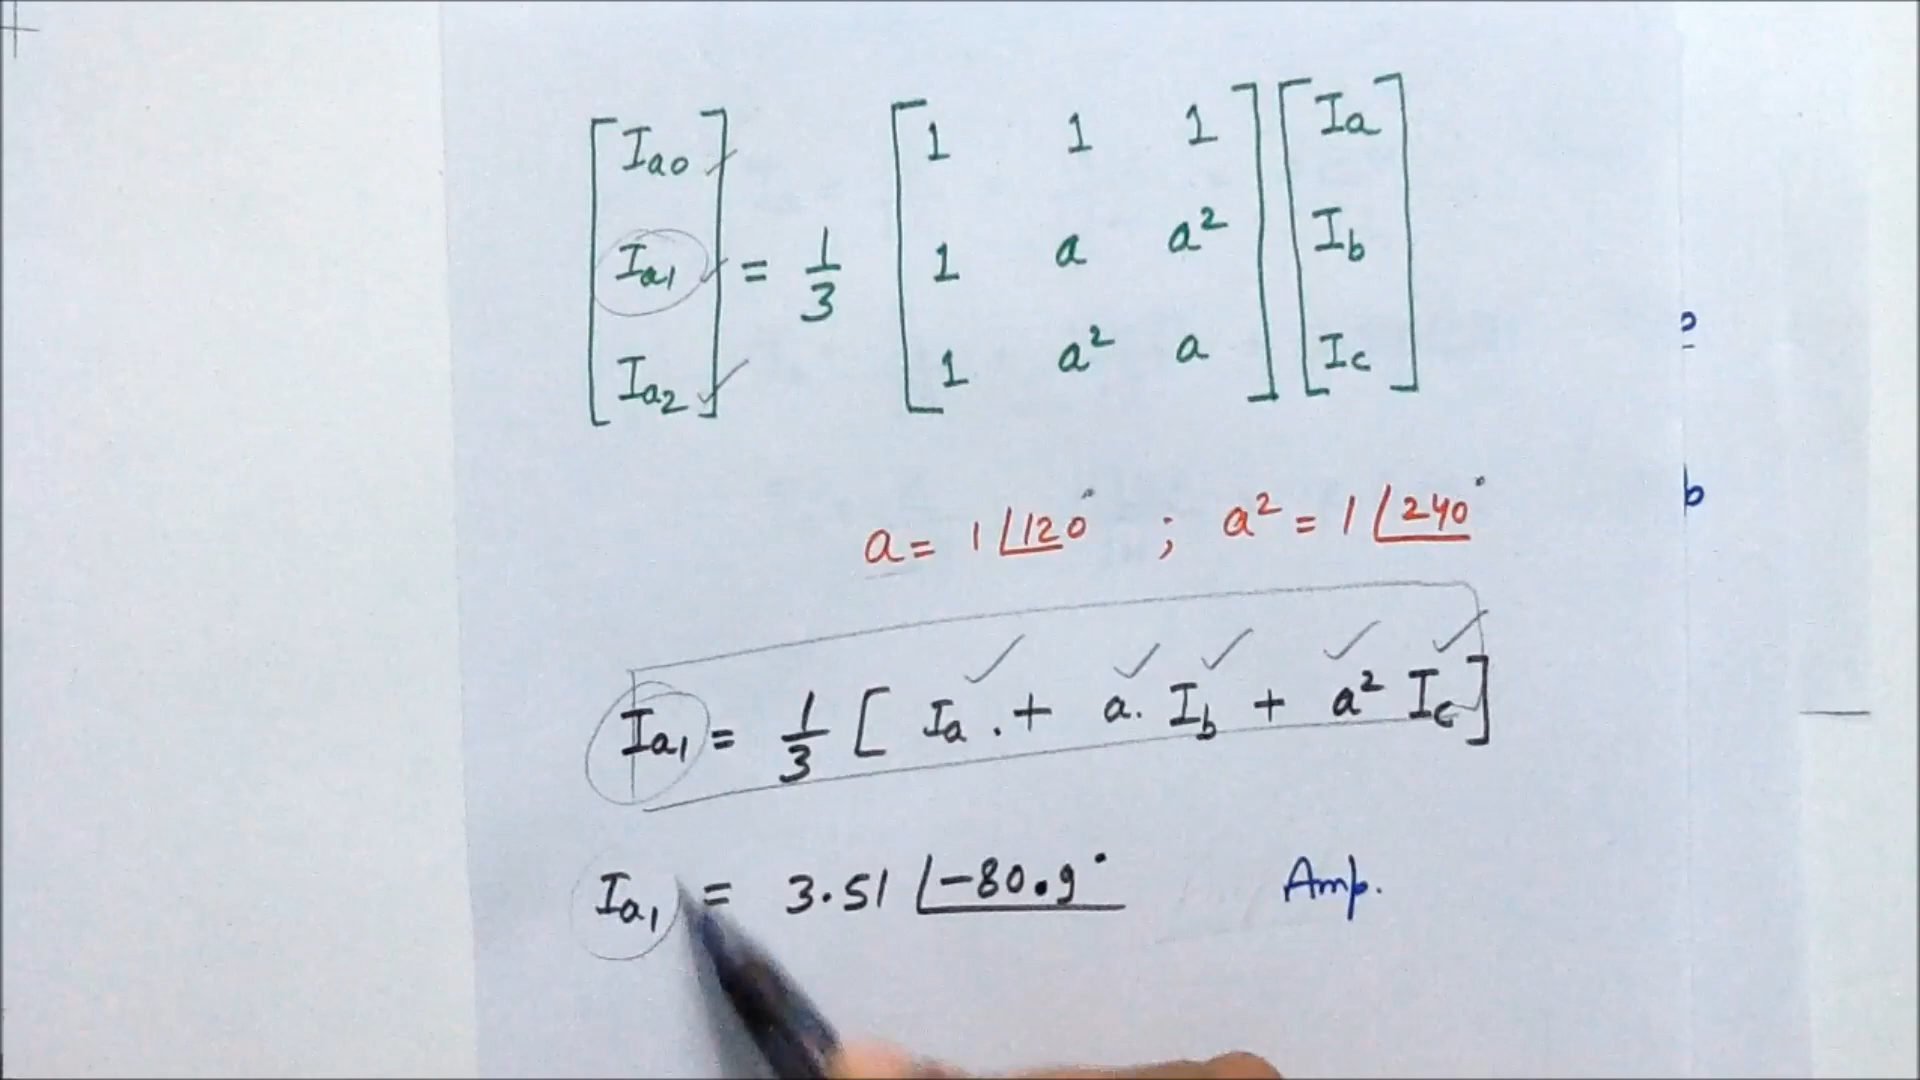 [Ia0] [1 1 1] [Ia]
[Ia1] = 1/3 [1 a a²] [Ib]
[Ia2] [1 a² a] [Ic]
a = 1∠120° ; a² = 1∠240°
Ia1 = 1/3 [ Ia . + a. Ib + a² Ic ]
Ia1 = 3.51 ∠-80.9° Amp.
b